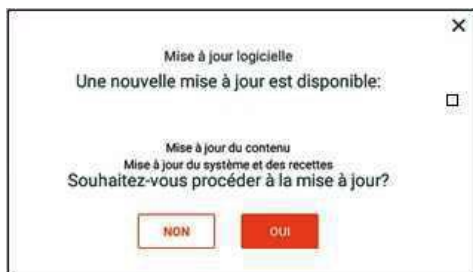 Mise à jour logicielle
Une nouvelle mise à jour est disponible:
Mise à jour du contenu
Mise à jour du système et des recettes
Souhaitez-vous procéder à la mise à jour?
NON
OUI